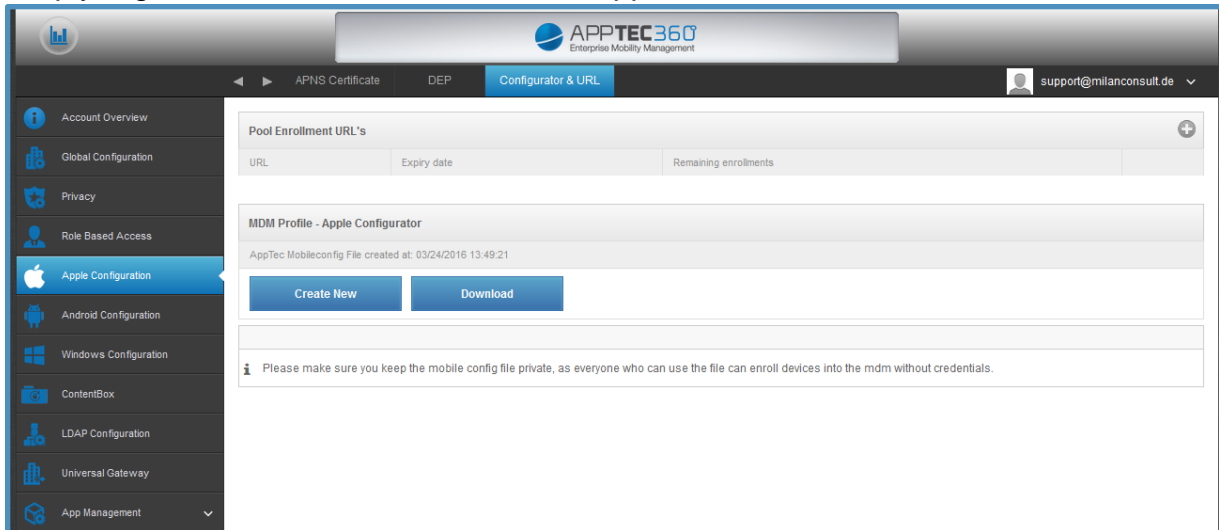 APPTEC360
Enterprise Mobility Management
APNS Certificate DEP Configurator & URL support@milanconsult.de
Account Overview
Global Configuration
Privacy
Role Based Access
Apple Configuration
Android Configuration
Windows Configuration
ContentBox
LDAP Configuration
Universal Gateway
App Management
Pool Enrollment URL's
URL Expiry date Remaining enrollments
MDM Profile - Apple Configurator
AppTec Mobileconfig File created at: 03/24/2016 13:49:21
Create New Download
Please make sure you keep the mobile config file private, as everyone who can use the file can enroll devices into the mdm without credentials.